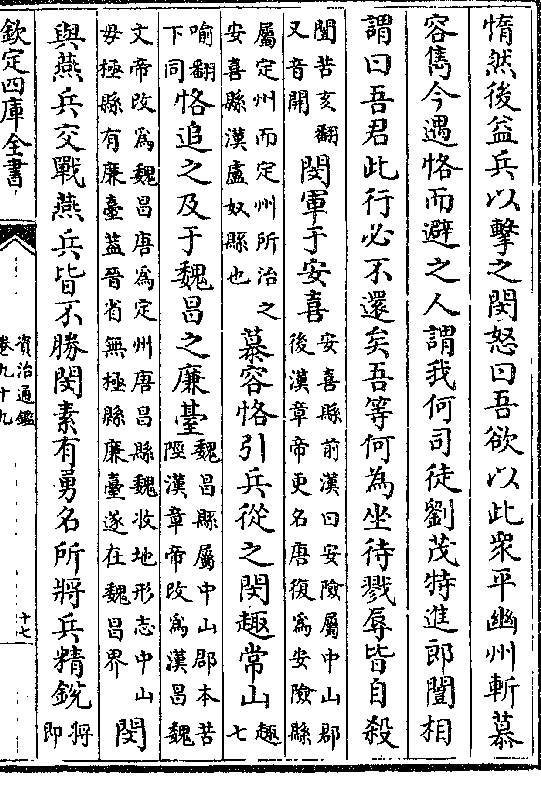 惰然後益兵以擊之閔怒曰吾欲以此衆平幽州斬慕
容雋今遇恪而避之人謂我何司徒劉茂特進郎闓相
謂曰吾君此行必不還矣吾等何為坐待戮辱皆自殺
闓苦亥翻
又音開
閔軍于安喜
安喜縣前漢曰安險屬中山郡
後漢章帝更名唐復為安險縣
屬定州而定州所治之
安喜縣漢盧奴縣也
慕容恪引兵從之閔趣常山
趣
七
喻翻
下同
恪追之及于魏昌之廉臺
魏昌縣屬中山郡本苦
陘漢章帝改為漢昌魏
文帝改為魏昌唐為定州唐昌縣魏收地形志中山
毋極縣有廉臺葢晉省無極縣廉臺遂在魏昌界
閔
與燕兵交戰燕兵皆不勝閔素有勇名所將兵精銳
將
即
欽定四庫全書
資治通鑑
卷九十九
十七